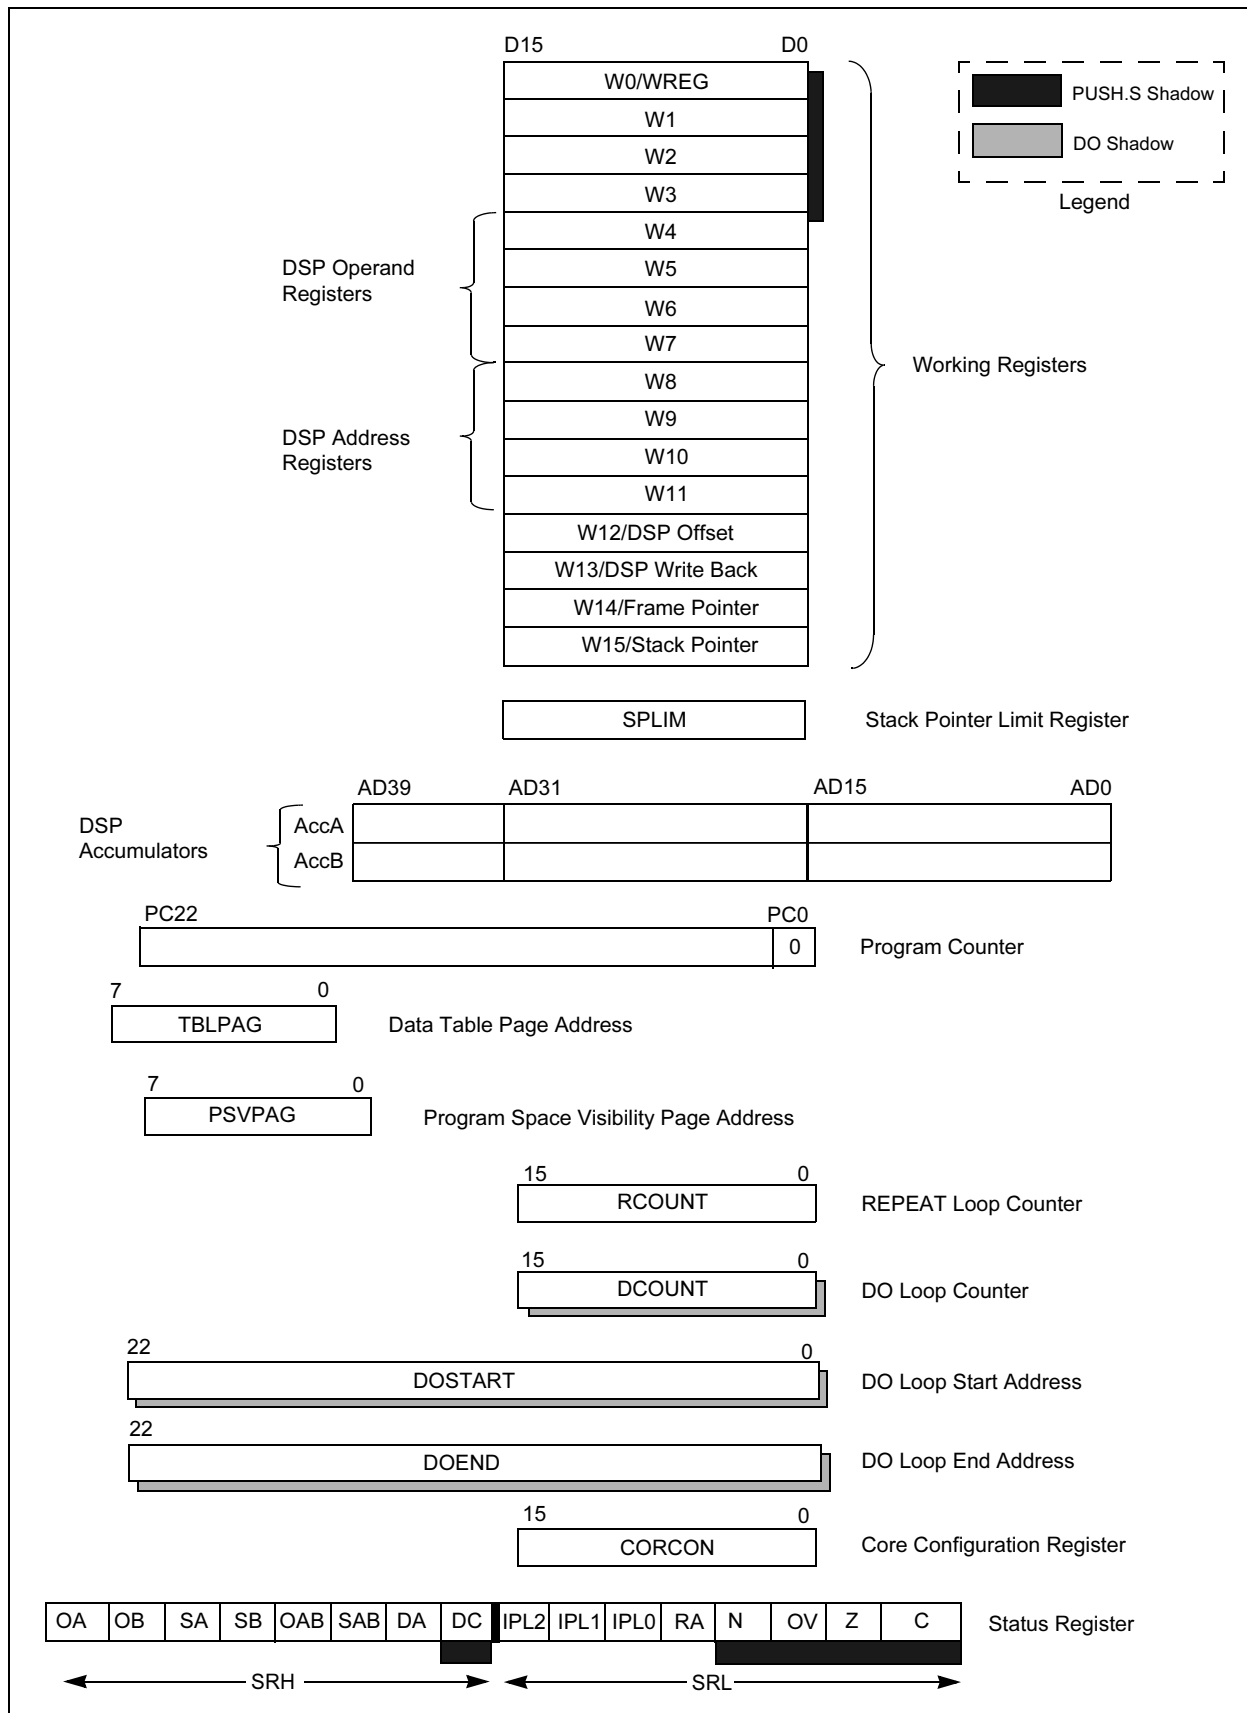 D15 D0
W0/WREG
W1
W2
W3
W4
W5
W6
W7
W8
W9
W10
W11
W12/DSP Offset
W13/DSP Write Back
W14/Frame Pointer
W15/Stack Pointer
PUSH.S Shadow
DO Shadow
Legend
DSP Operand
Registers
DSP Address
Registers
Working Registers
SPLIM Stack Pointer Limit Register
AD39 AD31 AD15 AD0
DSP
Accumulators
AccA
AccB
PC22 PC0
0 Program Counter
7 0
TBLPAG Data Table Page Address
7 0
PSVPAG Program Space Visibility Page Address
15 0
RCOUNT REPEAT Loop Counter
15 0
DCOUNT DO Loop Counter
22 0
DOSTART DO Loop Start Address
22
DOEND DO Loop End Address
15 0
CORCON Core Configuration Register
OA OB SA SB OAB SAB DA DC IPL2 IPL1 IPL0 RA N OV Z C Status Register
SRH SRL